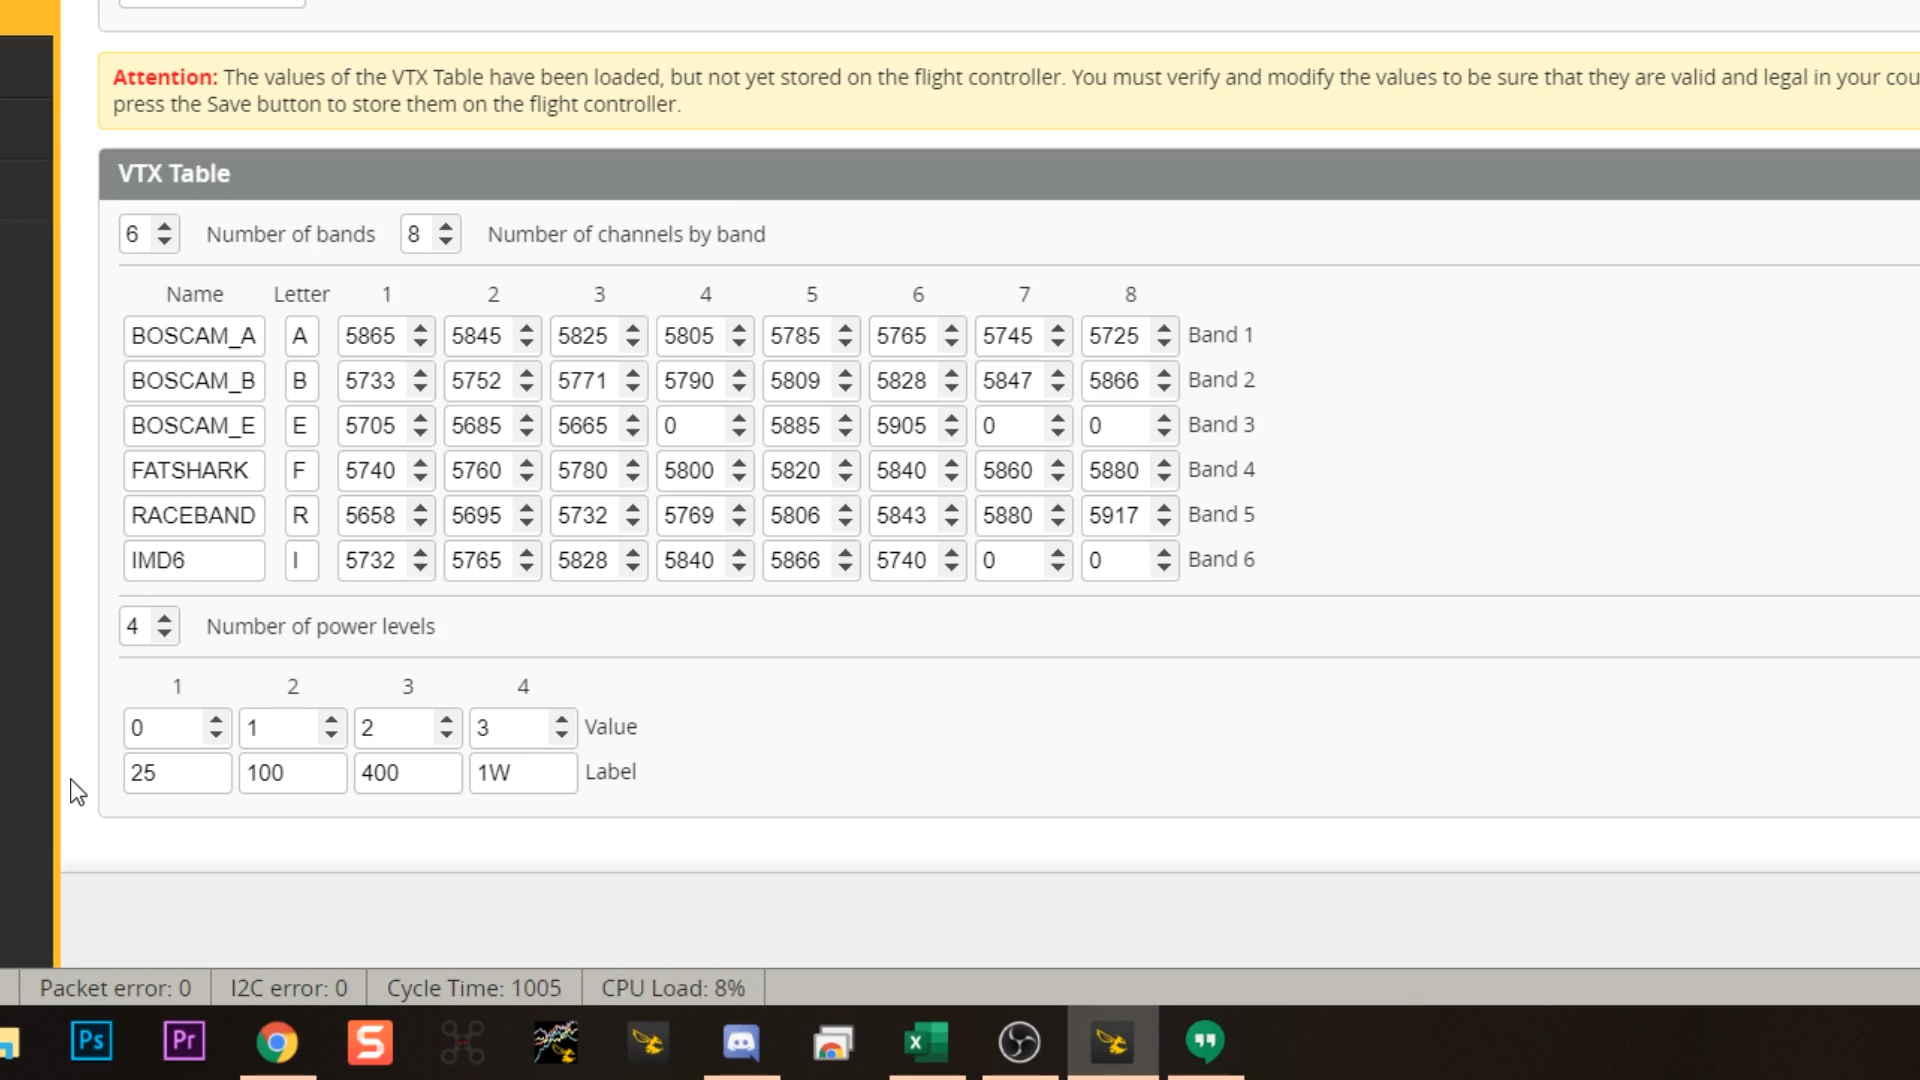 Attention: The values of the VTX Table have been loaded, but not yet stored on the flight controller. You must verify and modify the values to be sure that they are valid and legal in your cou
press the Save button to store them on the flight controller.
VTX Table
6 Number of bands 8 Number of channels by band
Name Letter 1 2 3 4 5 6 7 8
BOSCAM_A A 5865 5845 5825 5805 5785 5765 5745 5725 Band 1
BOSCAM_B B 5733 5752 5771 5790 5809 5828 5847 5866 Band 2
BOSCAM_E E 5705 5685 5665 0 5885 5905 0 0 Band 3
FATSHARK F 5740 5760 5780 5800 5820 5840 5860 5880 Band 4
RACEBAND R 5658 5695 5732 5769 5806 5843 5880 5917 Band 5
IMD6 I 5732 5765 5828 5840 5866 5740 0 0 Band 6
4 Number of power levels
1 2 3 4
0 1 2 3 Value
25 100 400 1W Label
Packet error: 0 I2C error: 0 Cycle Time: 1005 CPU Load: 8%
Ps Pr S x